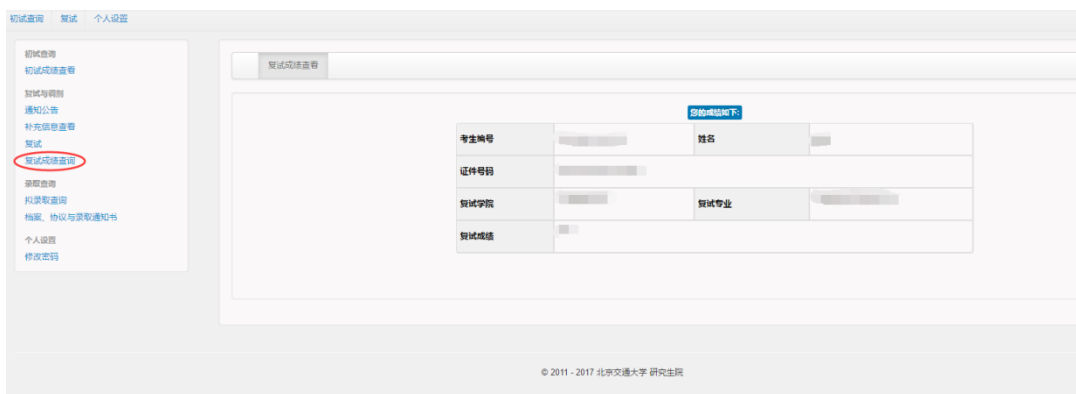 初试查询 复试 个人设置
初试查询
初试成绩查看
复试与调剂
通知公告
补充信息查看
复试
复试成绩查询
录取查询
拟录取查询
档案、协议与录取通知书
个人设置
修改密码
复试成绩查看
您的成绩如下:
考生编号 姓名
证件号码
复试学院 复试专业
复试成绩
© 2011 - 2017 北京交通大学 研究生院